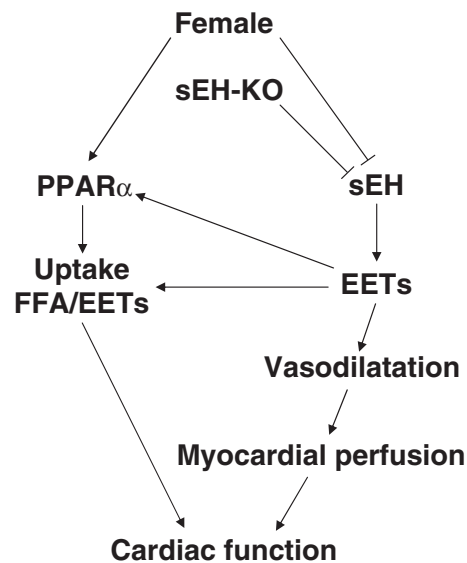 Female
sEH-KO
PPARα
sEH
Uptake
FFA/EETs
EETs
Vasodilatation
Myocardial perfusion
Cardiac function